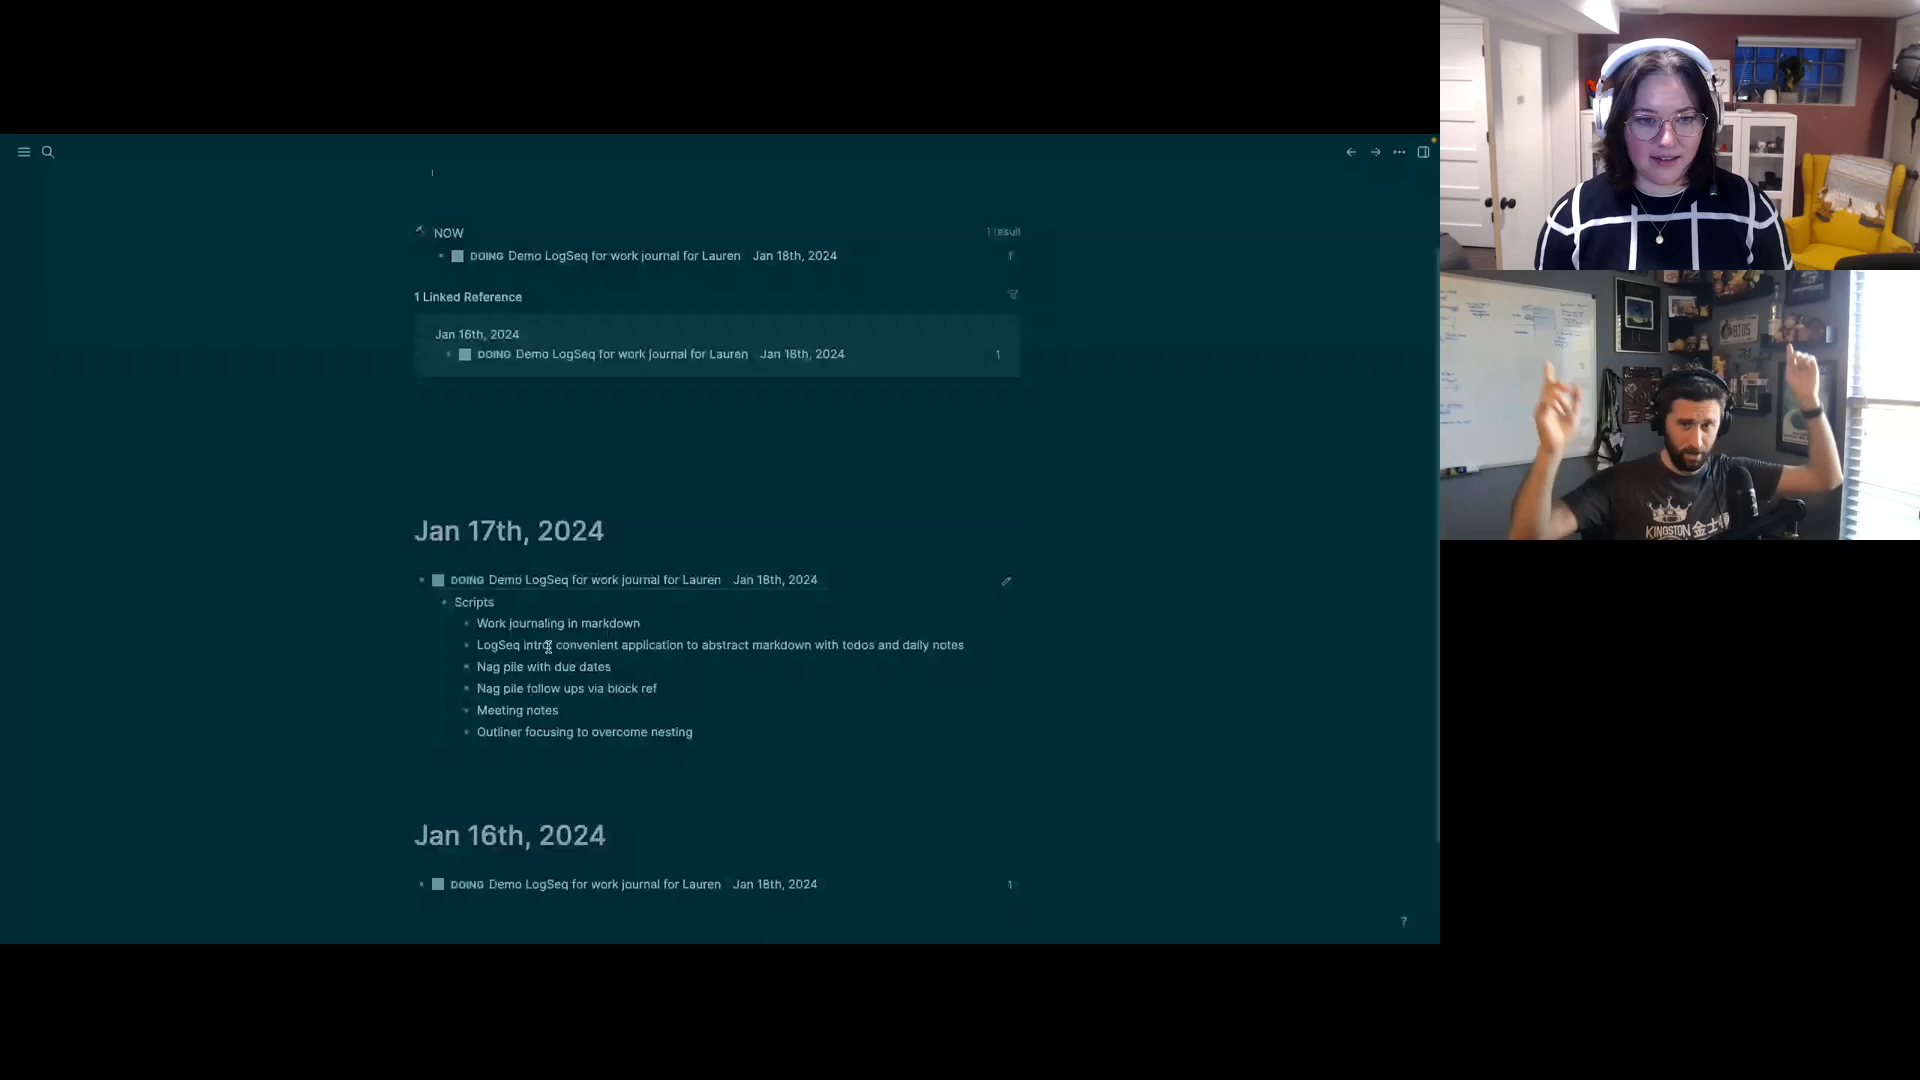 NOW
1 result
DOING Demo LogSeq for work journal for Lauren Jan 18th, 2024
1
1 Linked Reference
Jan 16th, 2024
DOING Demo LogSeq for work journal for Lauren Jan 18th, 2024
1
Jan 17th, 2024
DOING Demo LogSeq for work journal for Lauren Jan 18th, 2024
Scripts
Work journaling in markdown
LogSeq intro convenient application to abstract markdown with todos and daily notes
Nag pile with due dates
Nag pile follow ups via block ref
Meeting notes
Outliner focusing to overcome nesting
Jan 16th, 2024
DOING Demo LogSeq for work journal for Lauren Jan 18th, 2024
1
?
KINGSTON 金士